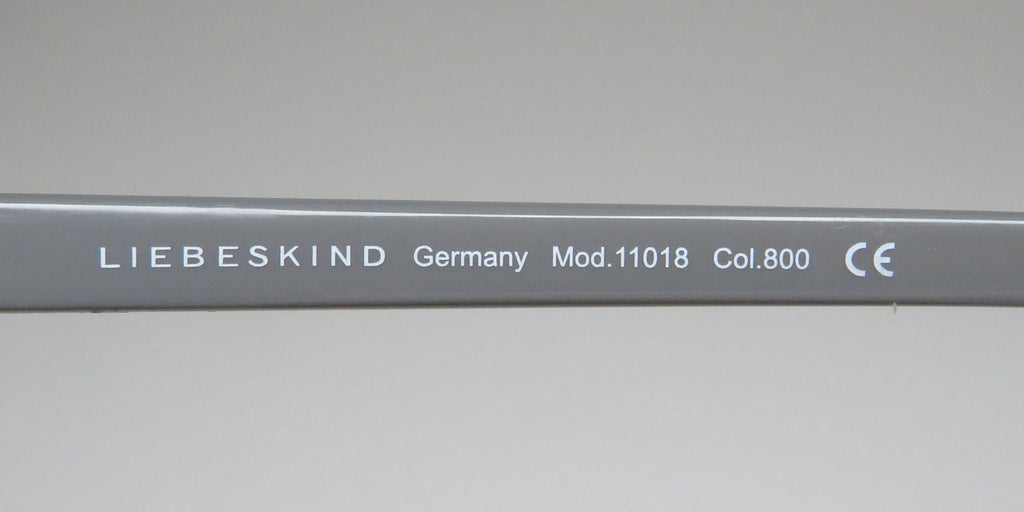 LIEBESKIND Germany Mod.11018 Col.800 CE